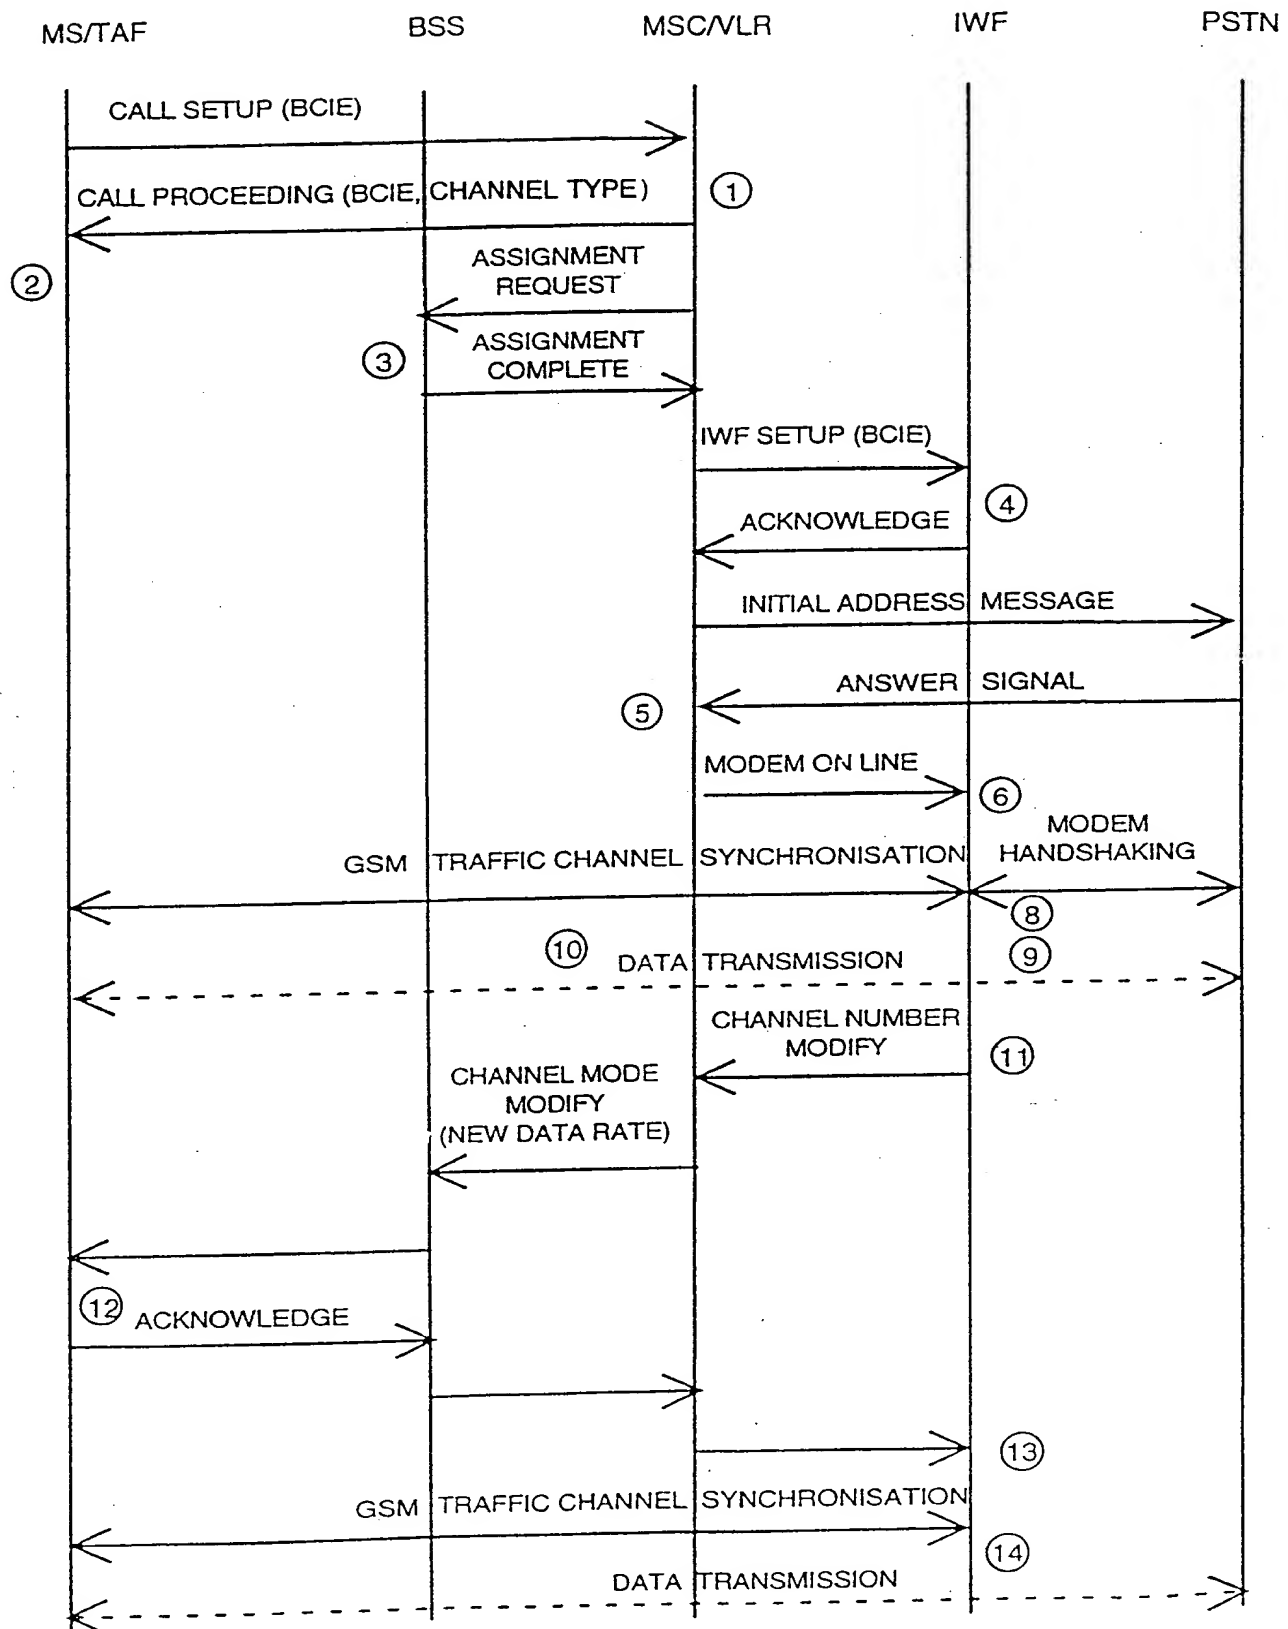 MS/TAF BSS MSC/VLR IWF PSTN
CALL SETUP (BCIE)
CALL PROCEEDING (BCIE, CHANNEL TYPE)
1
ASSIGNMENT
REQUEST
2
ASSIGNMENT
COMPLETE
3
IWF SETUP (BCIE)
4
ACKNOWLEDGE
INITIAL ADDRESS MESSAGE
ANSWER SIGNAL
5
MODEM ON LINE
6
MODEM
HANDSHAKING
GSM TRAFFIC CHANNEL SYNCHRONISATION
8
10
DATA TRANSMISSION
9
CHANNEL NUMBER
MODIFY
11
CHANNEL MODE
MODIFY
(NEW DATA RATE)
12
ACKNOWLEDGE
13
GSM TRAFFIC CHANNEL SYNCHRONISATION
14
DATA TRANSMISSION